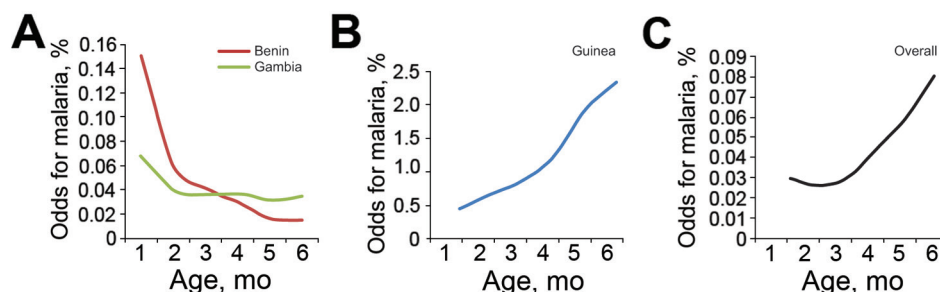 A
Odds for malaria, %
0.16
0.14
0.12
0.10
0.08
0.06
0.04
0.02
0
Benin
Gambia
1 2 3 4 5 6
Age, mo
B
Odds for malaria, %
Guinea
2.5
2.0
1.5
1.0
0.5
0
1 2 3 4 5 6
Age, mo
C
Odds for malaria, %
Overall
0.09
0.08
0.07
0.06
0.05
0.04
0.03
0.02
0.01
0
1 2 3 4 5 6
Age, mo